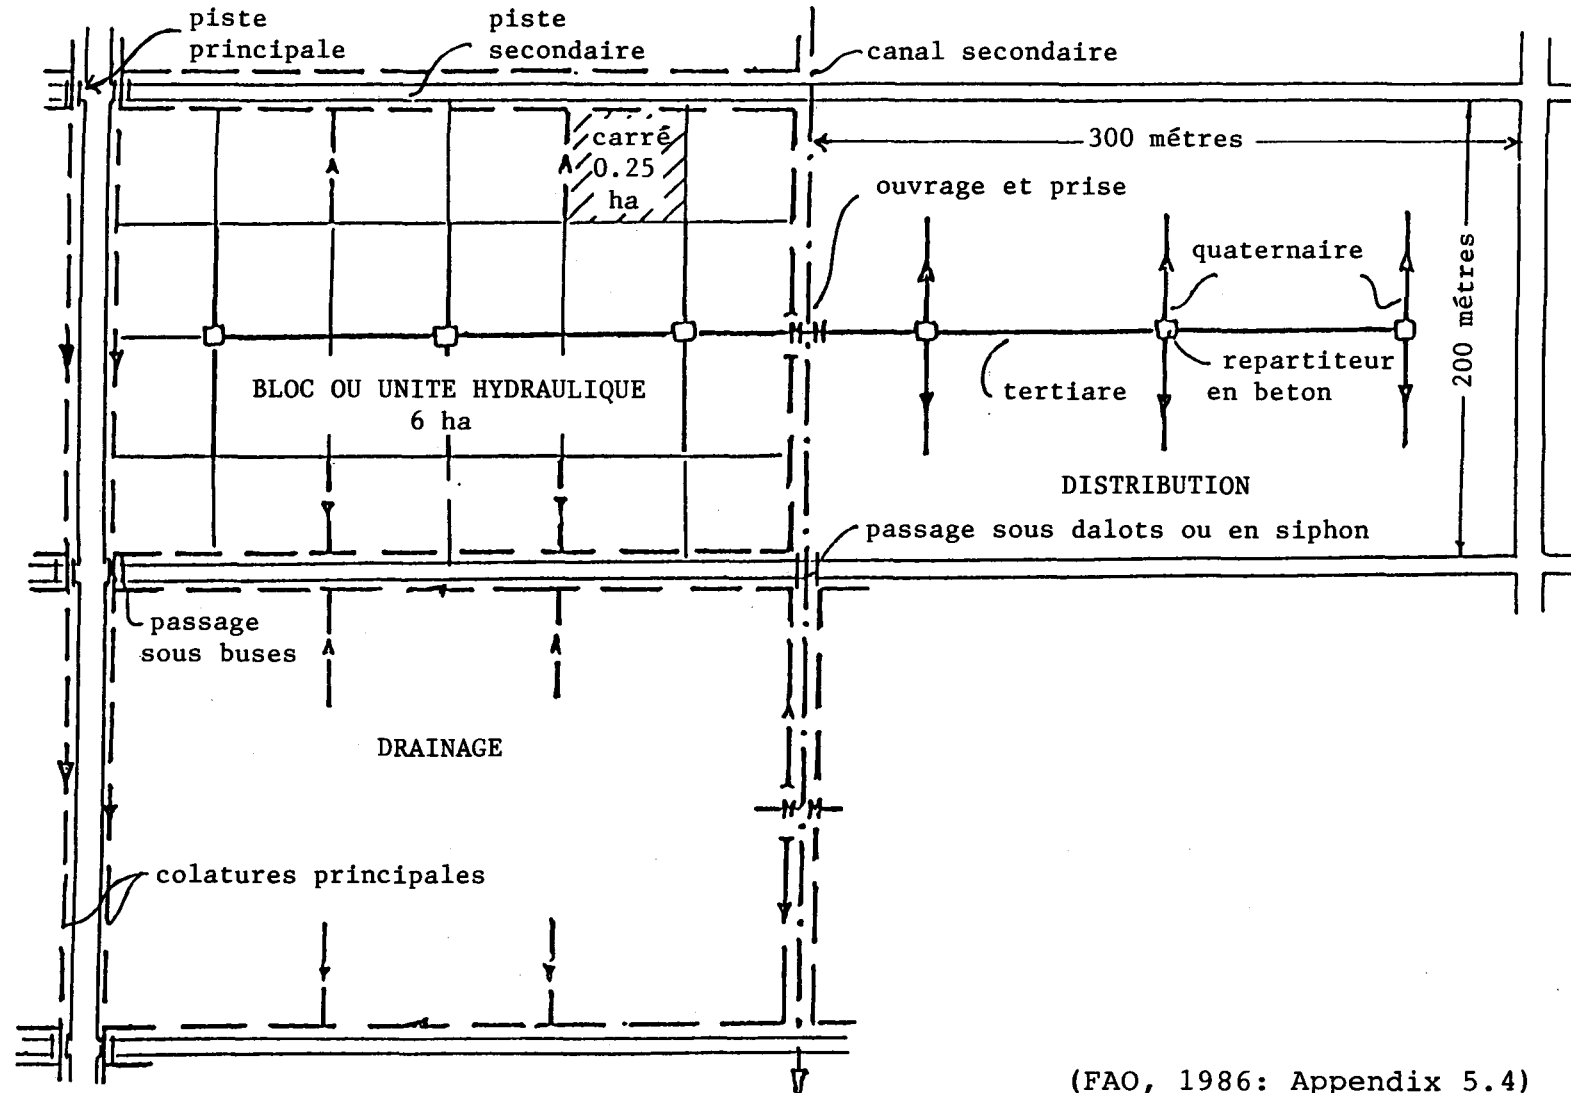 piste
principale
piste
secondaire
canal secondaire
carré
0.25
ha
300 métres
ouvrage et prise
quaternaire
200 métres
BLOC OU UNITE HYDRAULIQUE
6 ha
tertiare
repartiteur
en beton
DISTRIBUTION
passage sous dalots ou en siphon
passage
sous buses
DRAINAGE
colatures principales
(FAO, 1986: Appendix 5.4)